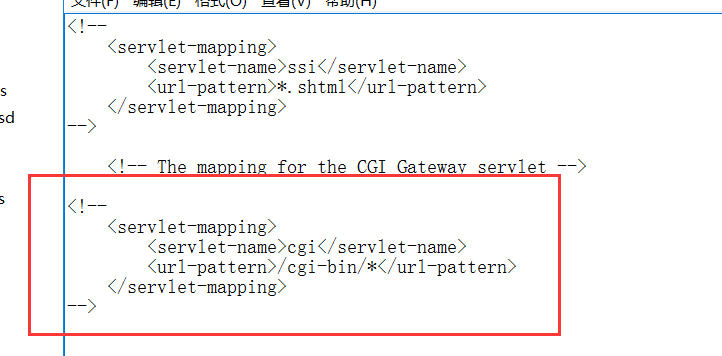 文件(F) 编辑(E) 格式(O) 查看(V) 帮助(H)
<!--
<servlet-mapping>
<servlet-name>ssi</servlet-name>
<url-pattern>*.shtml</url-pattern>
</servlet-mapping>
-->
<!-- The mapping for the CGI Gateway servlet -->
<!--
<servlet-mapping>
<servlet-name>cgi</servlet-name>
<url-pattern>/cgi-bin/*</url-pattern>
</servlet-mapping>
-->
s
sd
s